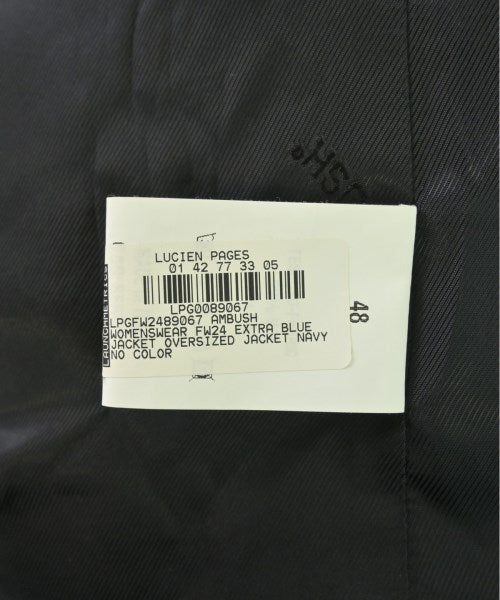 LUCIEN PAGES
01 42 77 33 05
LPG0089067
LPGFW2489067 AMBUSH
WOMENSWEAR FW24 EXTRA BLUE
JACKET OVERSIZED JACKET NAVY
NO COLOR
LAUNCHMETRICS
48